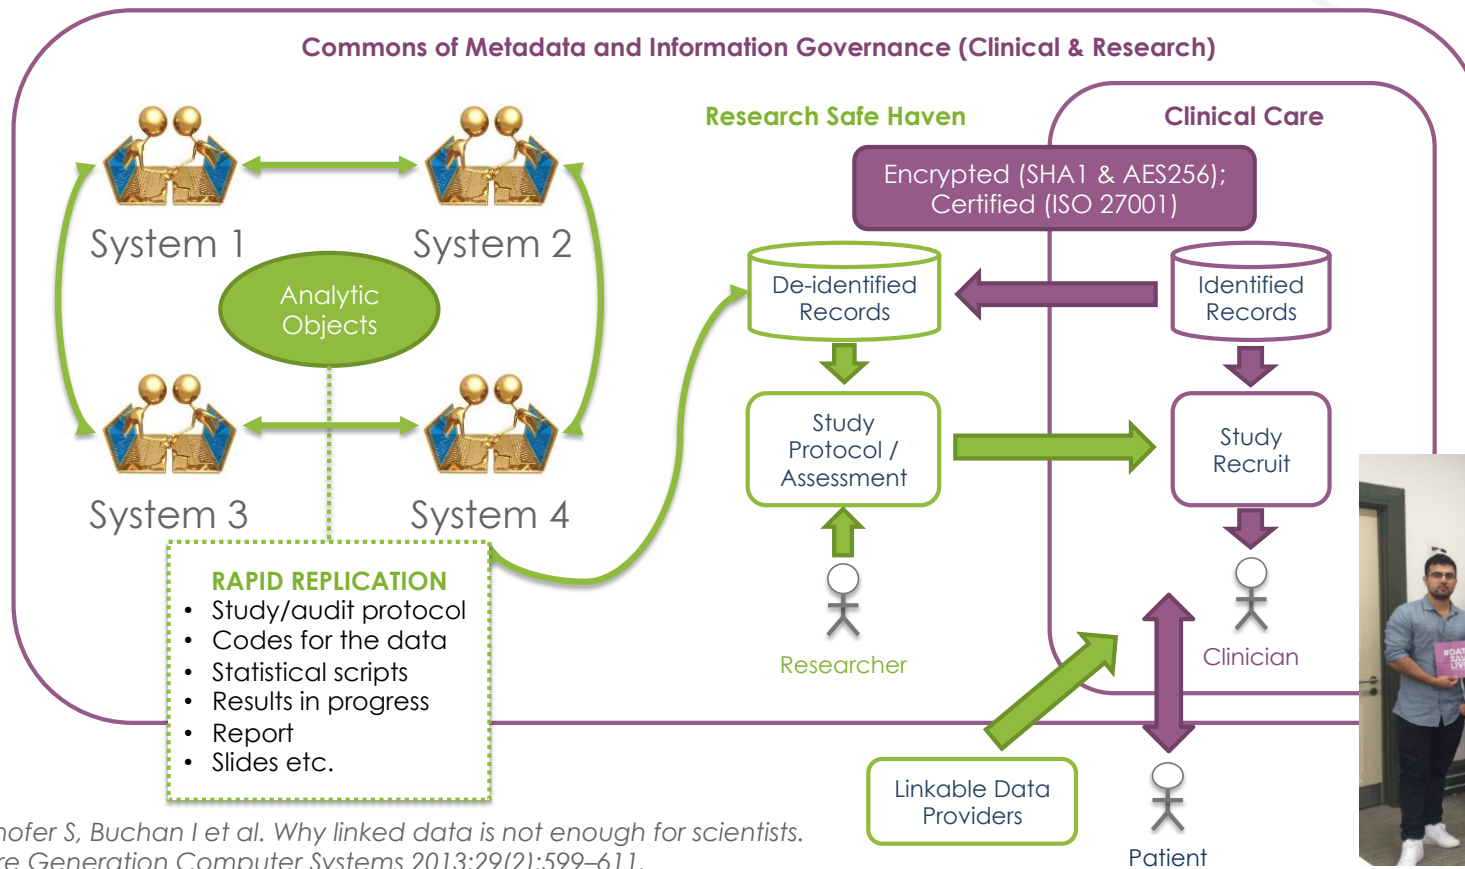 Commons of Metadata and Information Governance (Clinical & Research)
Research Safe Haven
Clinical Care
Encrypted (SHA1 & AES256);
Certified (ISO 27001)
System 1
System 2
Analytic
Objects
De-identified
Records
Identified
Records
Study
Protocol /
Assessment
Study
Recruit
System 3
System 4
RAPID REPLICATION
• Study/audit protocol
• Codes for the data
• Statistical scripts
• Results in progress
• Report
• Slides etc.
Researcher
Clinician
#DAT
SAV
LIV
Linkable Data
Providers
Patient
hofer S, Buchan I et al. Why linked data is not enough for scientists.
re Generation Computer Systems 2013;29(2):599–611.